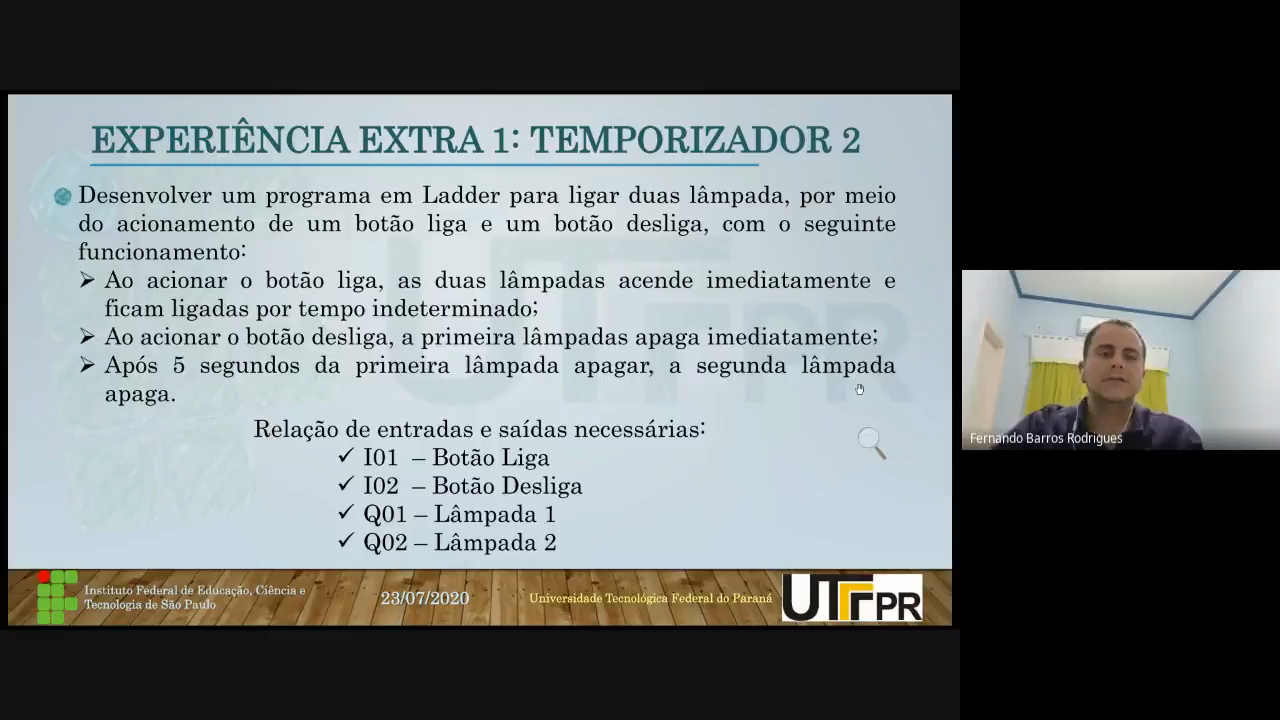 EXPERIÊNCIA EXTRA 1: TEMPORIZADOR 2
Desenvolver um programa em Ladder para ligar duas lâmpada, por meio
do acionamento de um botão liga e um botão desliga, com o seguinte
funcionamento:
Ao acionar o botão liga, as duas lâmpadas acende imediatamente e
ficam ligadas por tempo indeterminado;
Ao acionar o botão desliga, a primeira lâmpadas apaga imediatamente;
Após 5 segundos da primeira lâmpada apagar, a segunda lâmpada
apaga.
Relação de entradas e saídas necessárias:
I01 – Botão Liga
I02 – Botão Desliga
Q01 – Lâmpada 1
Q02 – Lâmpada 2
Fernando Barros Rodrigues
Instituto Federal de Educação, Ciência e
Tecnologia de São Paulo
23/07/2020
Universidade Tecnológica Federal do Paraná
UTFPR